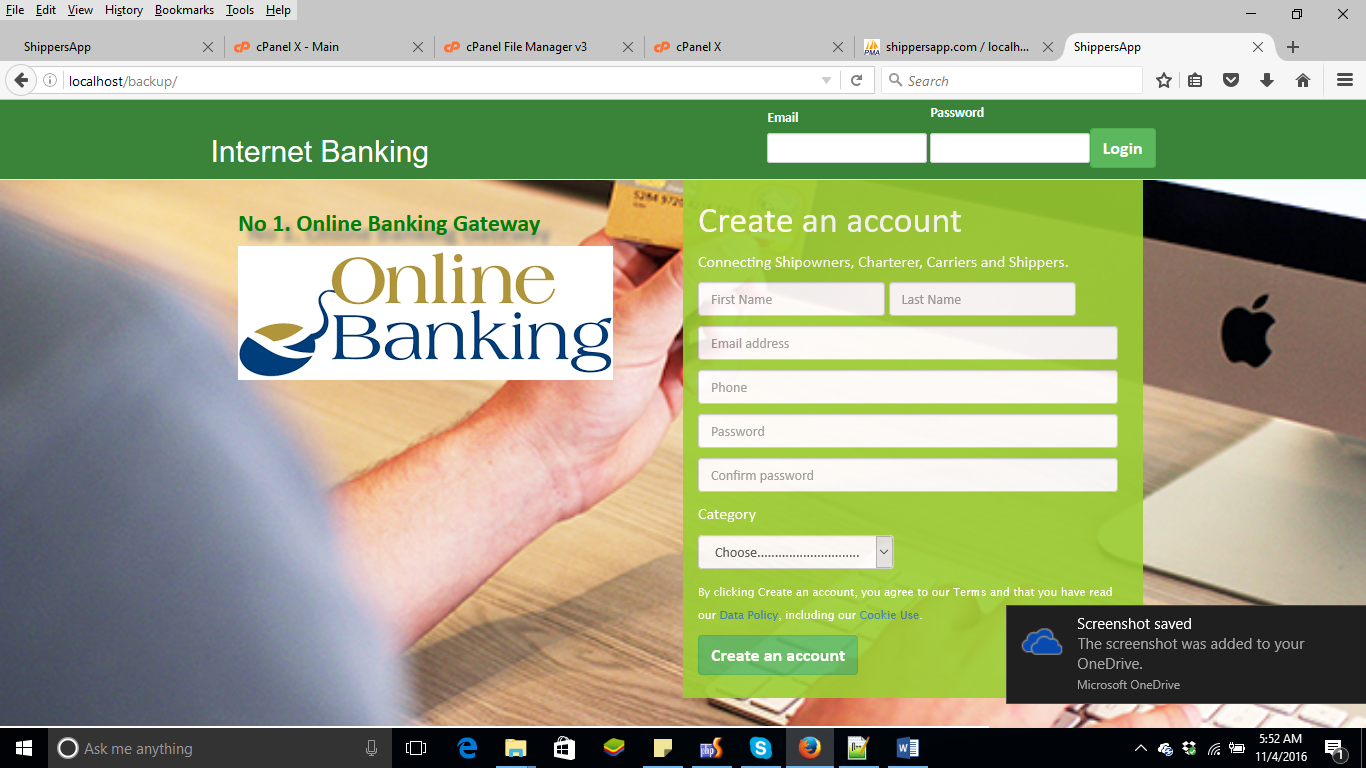 File Edit View History Bookmarks Tools Help
ShippersApp
cPanel X - Main
cPanel File Manager v3
cPanel X
shippersapp.com / localh...
ShippersApp
localhost/backup/
Search
Email
Password
Internet Banking
Login
No 1. Online Banking Gateway
Online
Banking
Create an account
Connecting Shipowners, Charterer, Carriers and Shippers.
First Name
Last Name
Email address
Phone
Password
Confirm password
Category
Choose.............................
By clicking Create an account, you agree to our Terms and that you have read
our Data Policy, including our Cookie Use.
Create an account
Screenshot saved
The screenshot was added to your
OneDrive.
Microsoft OneDrive
Ask me anything
5:52 AM
11/4/2016